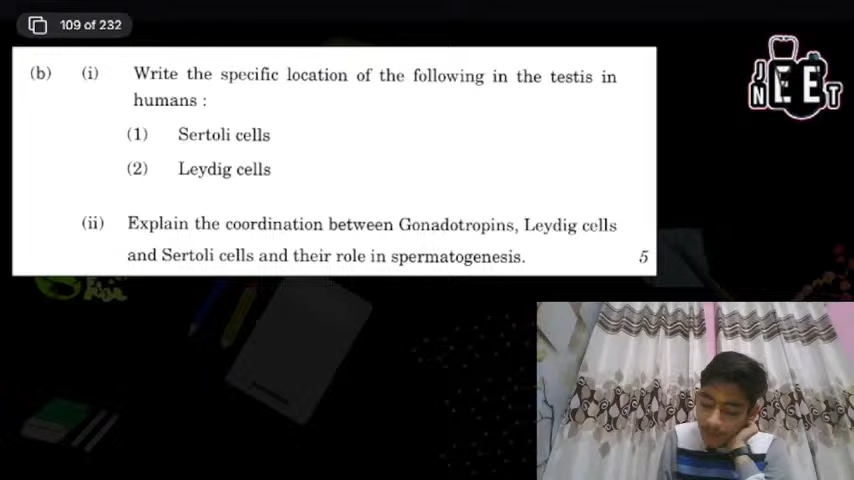 109 of 232
(b) (i) Write the specific location of the following in the testis in
humans :
(1) Sertoli cells
(2) Leydig cells
(ii) Explain the coordination between Gonadotropins, Leydig cells
and Sertoli cells and their role in spermatogenesis. 5
J
NEET